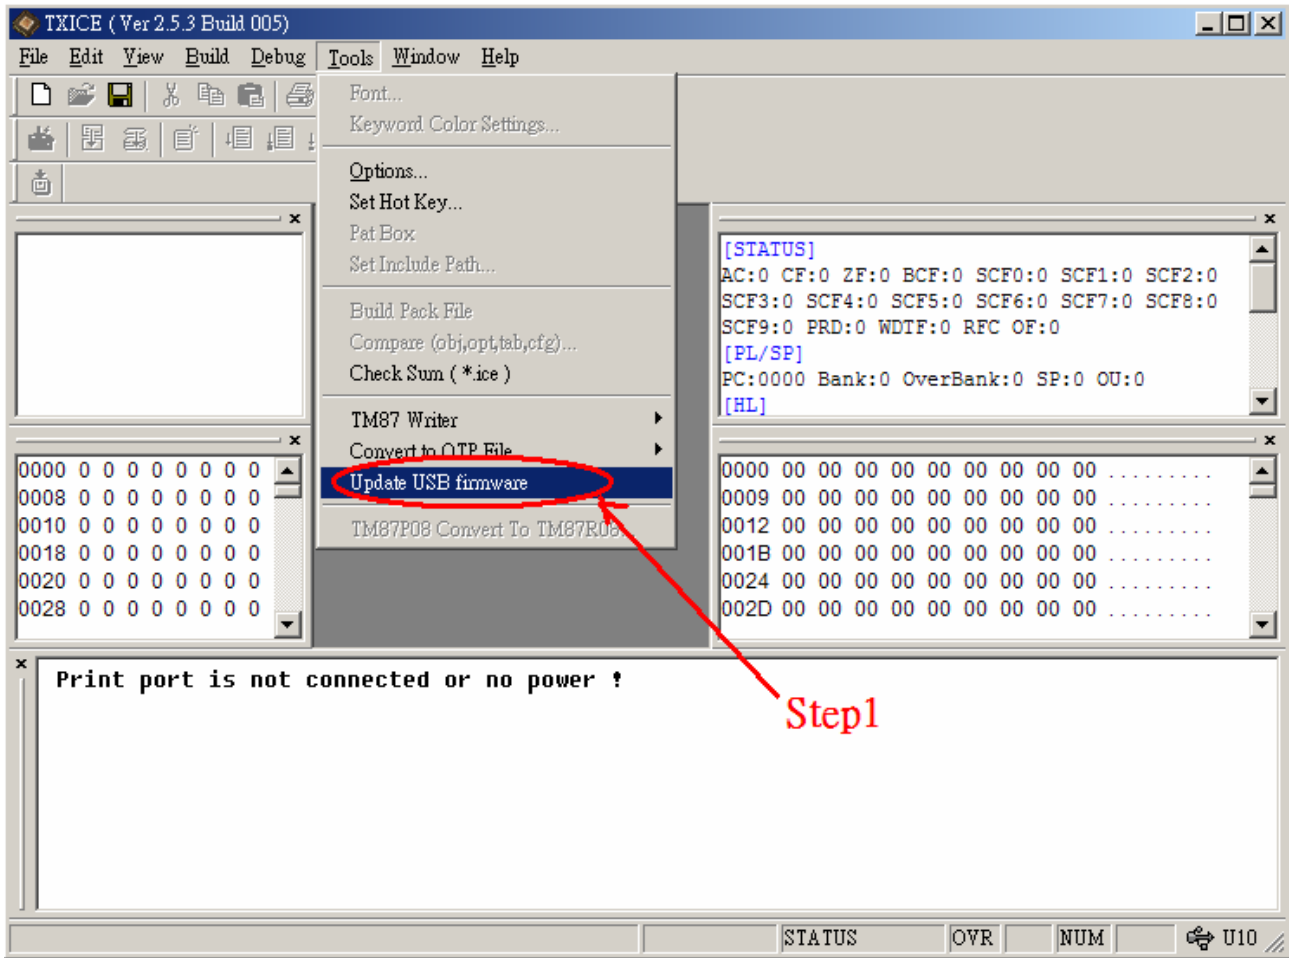 TXICE ( Ver 2.5.3 Build 005)
File Edit View Build Debug Tools Window Help
Font...
Keyword Color Settings...
Options...
Set Hot Key...
Pat Box
Set Include Path...
Build Pack File
Compare (obj,opt,tab,cfg)...
Check Sum ( *.ice )
TM87 Writer
Convert to OTP File
Update USB firmware
TM87P08 Convert To TM87R08
[STATUS]
AC:0 CF:0 ZF:0 BCF:0 SCF0:0 SCF1:0 SCF2:0
SCF3:0 SCF4:0 SCF5:0 SCF6:0 SCF7:0 SCF8:0
SCF9:0 PRD:0 WDTF:0 RFC OF:0
[PL/SP]
PC:0000 Bank:0 OverBank:0 SP:0 OU:0
[HL]
0000 0 0 0 0 0 0 0 0
0008 0 0 0 0 0 0 0 0
0010 0 0 0 0 0 0 0 0
0018 0 0 0 0 0 0 0 0
0020 0 0 0 0 0 0 0 0
0028 0 0 0 0 0 0 0 0
0000 00 00 00 00 00 00 00 00 00 .........
0009 00 00 00 00 00 00 00 00 00 .........
0012 00 00 00 00 00 00 00 00 00 .........
001B 00 00 00 00 00 00 00 00 00 .........
0024 00 00 00 00 00 00 00 00 00 .........
002D 00 00 00 00 00 00 00 00 00 .........
Print port is not connected or no power !
Step1
STATUS OVR NUM U10